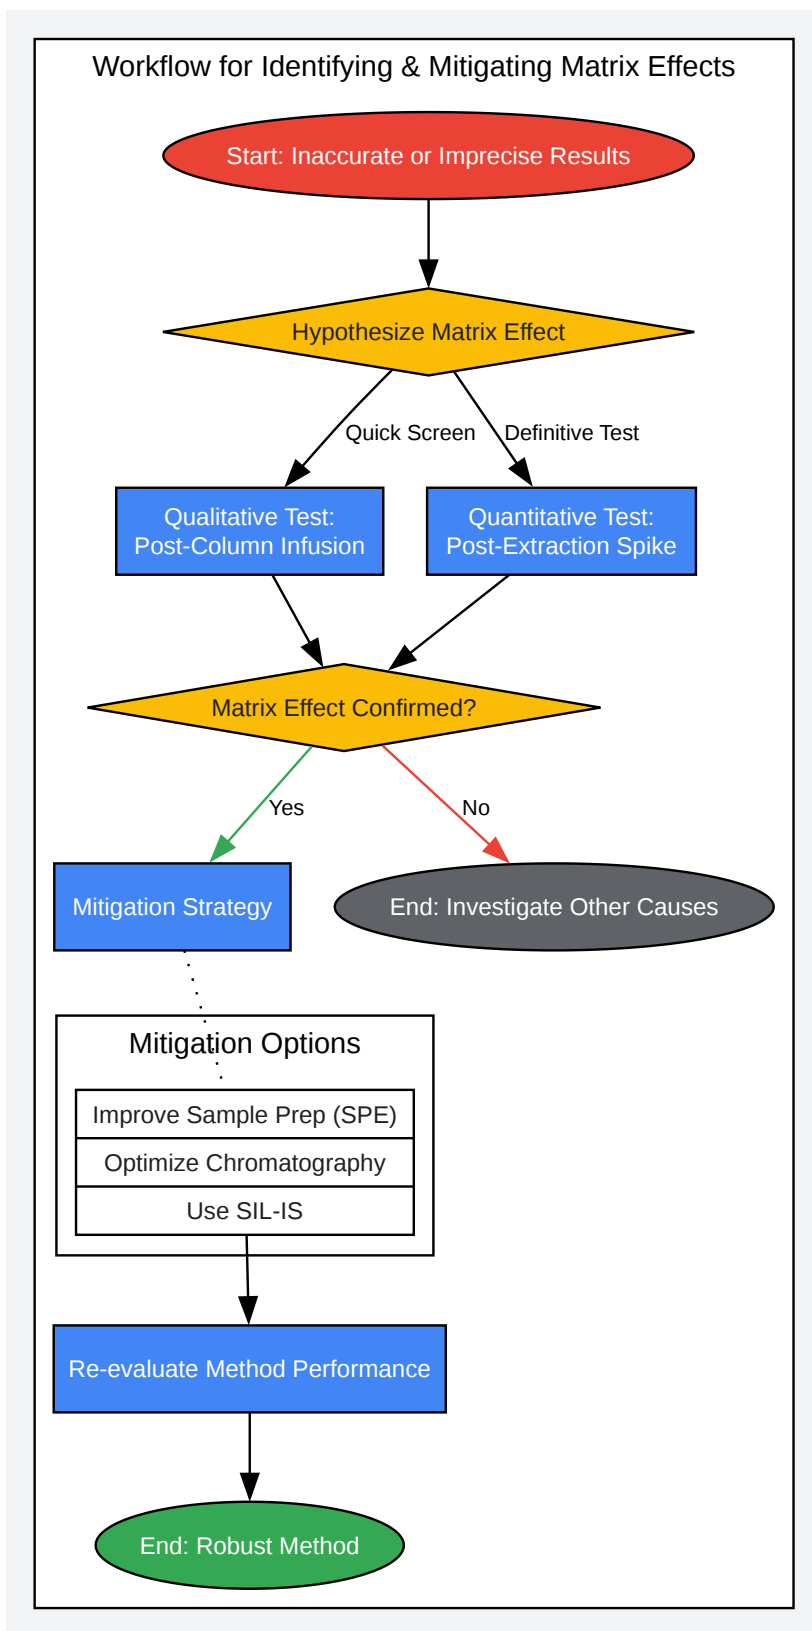 Workflow for Identifying & Mitigating Matrix Effects
Start: Inaccurate or Imprecise Results
Hypothesize Matrix Effect
Quick Screen
Definitive Test
Qualitative Test:
Post-Column Infusion
Quantitative Test:
Post-Extraction Spike
Matrix Effect Confirmed?
Yes
No
Mitigation Strategy
End: Investigate Other Causes
Mitigation Options
Improve Sample Prep (SPE)
Optimize Chromatography
Use SIL-IS
Re-evaluate Method Performance
End: Robust Method